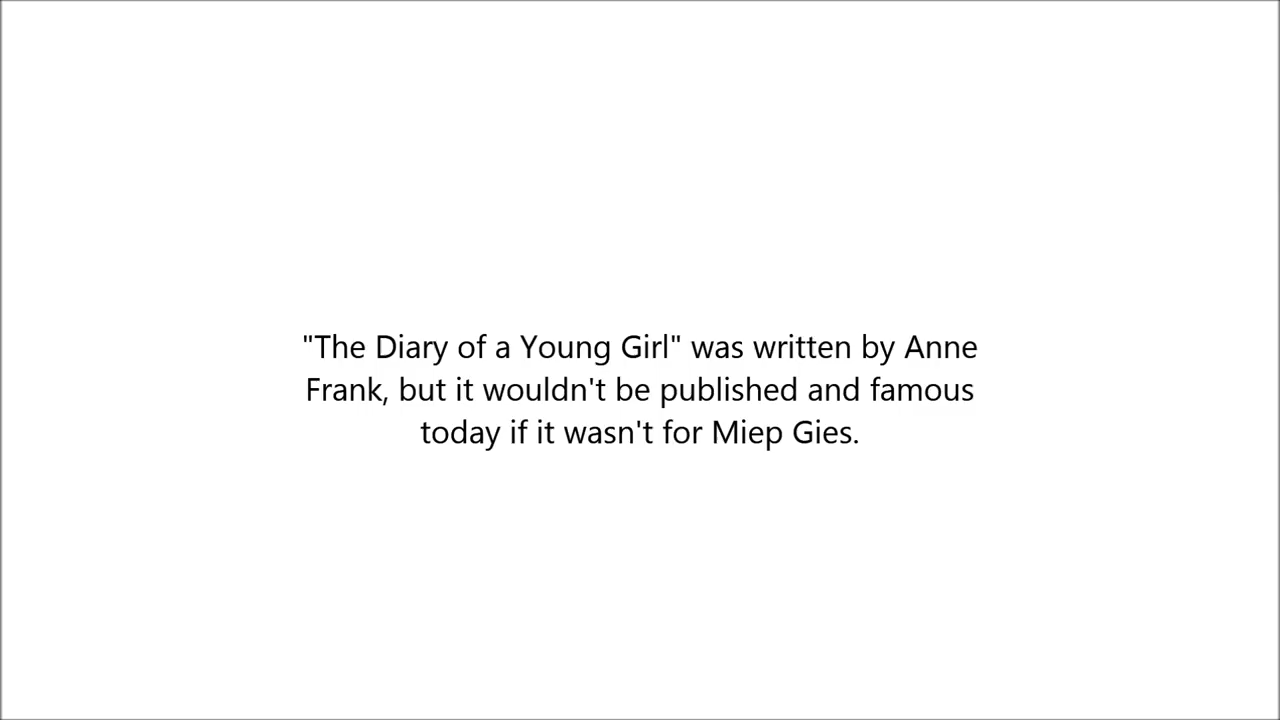 "The Diary of a Young Girl" was written by Anne
Frank, but it wouldn't be published and famous
today if it wasn't for Miep Gies.